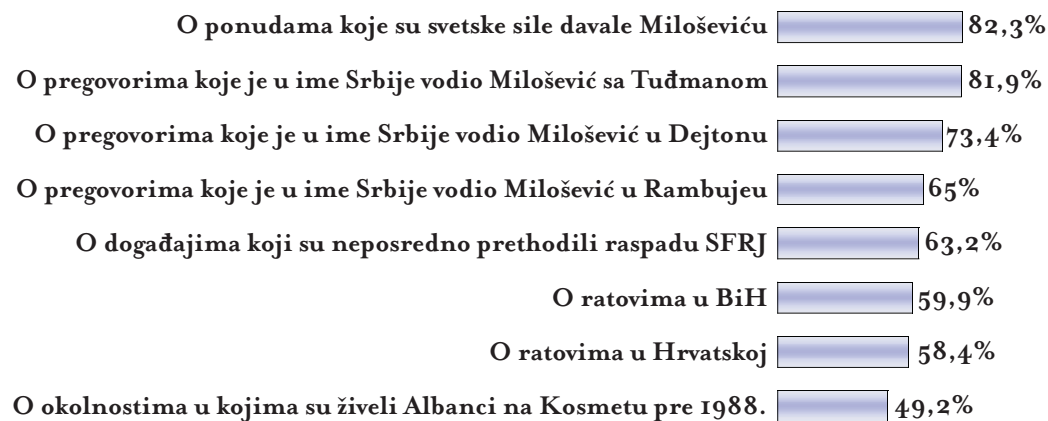 O ponudama koje su svetske sile davale Miloševiću 82,3%
O pregovorima koje je u ime Srbije vodio Milošević sa Tuđmanom 81,9%
O pregovorima koje je u ime Srbije vodio Milošević u Dejtonu 73,4%
O pregovorima koje je u ime Srbije vodio Milošević u Rambujeu 65%
O događajima koji su neposredno prethodili raspadu SFRJ 63,2%
O ratovima u BiH 59,9%
O ratovima u Hrvatskoj 58,4%
O okolnostima u kojima su živeli Albanci na Kosmetu pre 1988. 49,2%